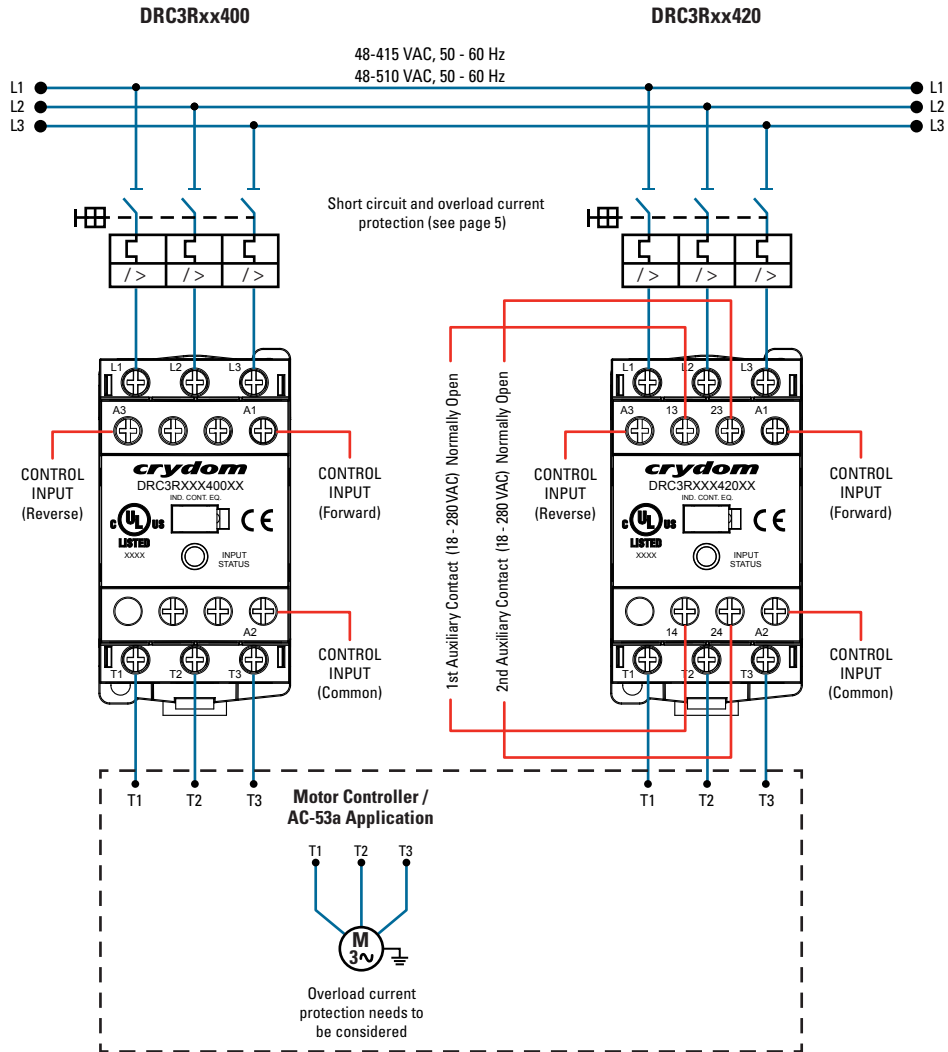 DRC3Rxx400
DRC3Rxx420
48-415 VAC, 50 - 60 Hz
48-510 VAC, 50 - 60 Hz
L1
L2
L3
L1
L2
L3
Short circuit and overload current
protection (see page 5)
/ >
/ >
/ >
/ >
/ >
/ >
L1
L2
L3
A3
A1
CONTROL
INPUT
(Reverse)
crydom
DRC3RXXX400XX
IND. CONT. EQ.
C UL US
LISTED
XXXX
CE
INPUT
STATUS
CONTROL
INPUT
(Forward)
A2
T1
T2
T3
CONTROL
INPUT
(Common)
1st Auxiliary Contact (18 - 280 VAC) Normally Open
2nd Auxiliary Contact (18 - 280 VAC) Normally Open
L1
L2
L3
A3
13
23
A1
CONTROL
INPUT
(Reverse)
crydom
DRC3RXXX420XX
IND. CONT. EQ.
C UL US
LISTED
XXXX
CE
INPUT
STATUS
CONTROL
INPUT
(Forward)
14
24
A2
T1
T2
T3
CONTROL
INPUT
(Common)
T1
T2
T3
T1
T2
T3
Motor Controller /
AC-53a Application
T1
T2
T3
M
3~
Overload current
protection needs to
be considered